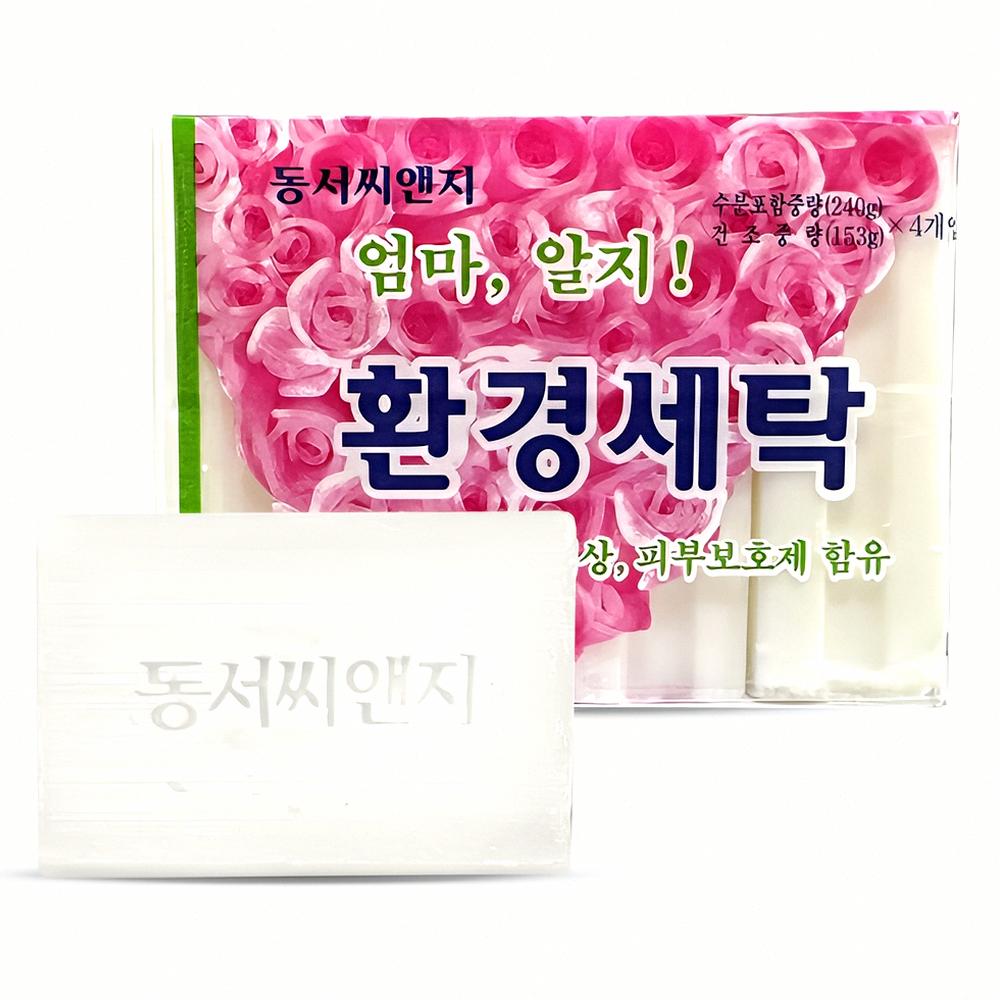 동서씨앤지
수분포함중량(240g)
건 조 중 량(153g) × 4개입
엄마, 알지!
환경세탁
상, 피부보호제 함유
동서씨앤지